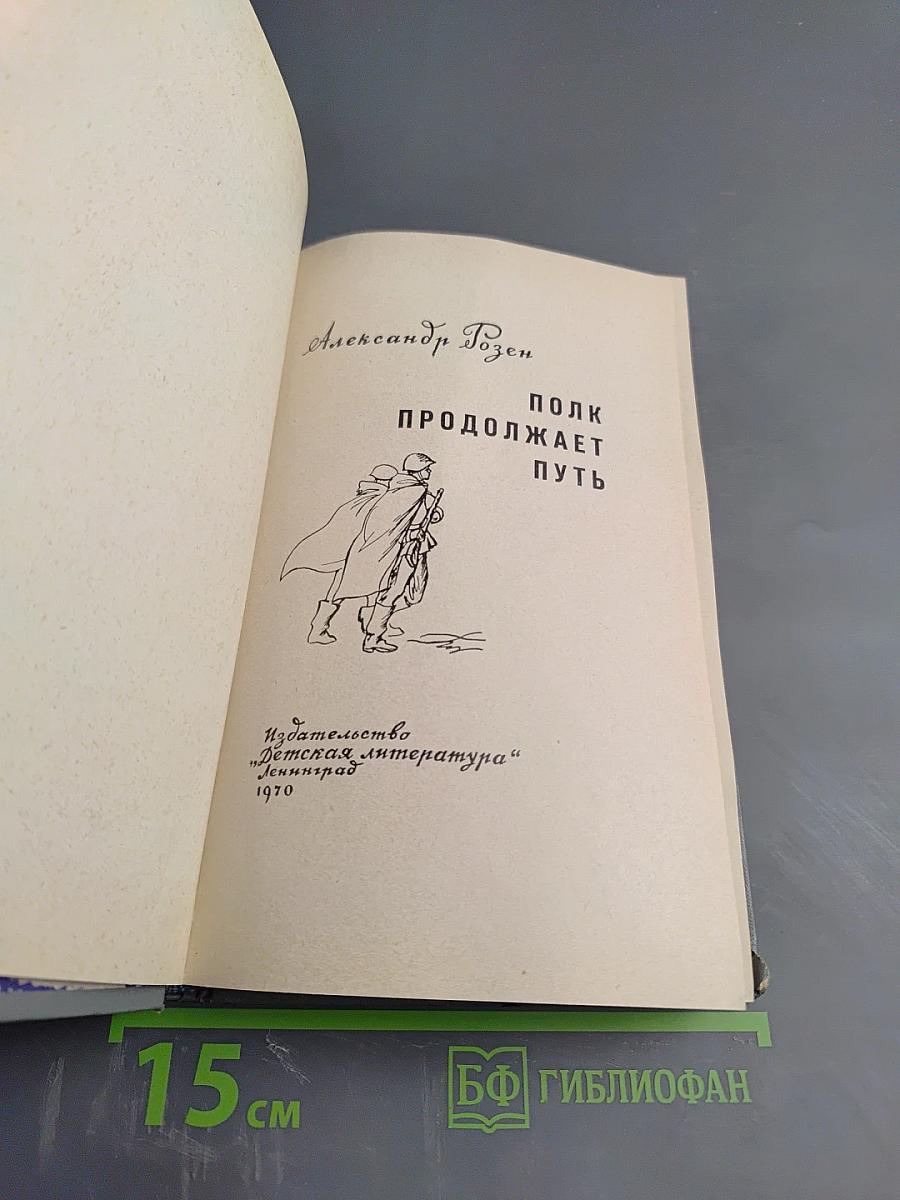 Александр Розен
ПОЛК
ПРОДОЛЖАЕТ
ПУТЬ
Издательство
„Детская литература“
Ленинград
1970
15 см
БФ ГИБЛИОФАН